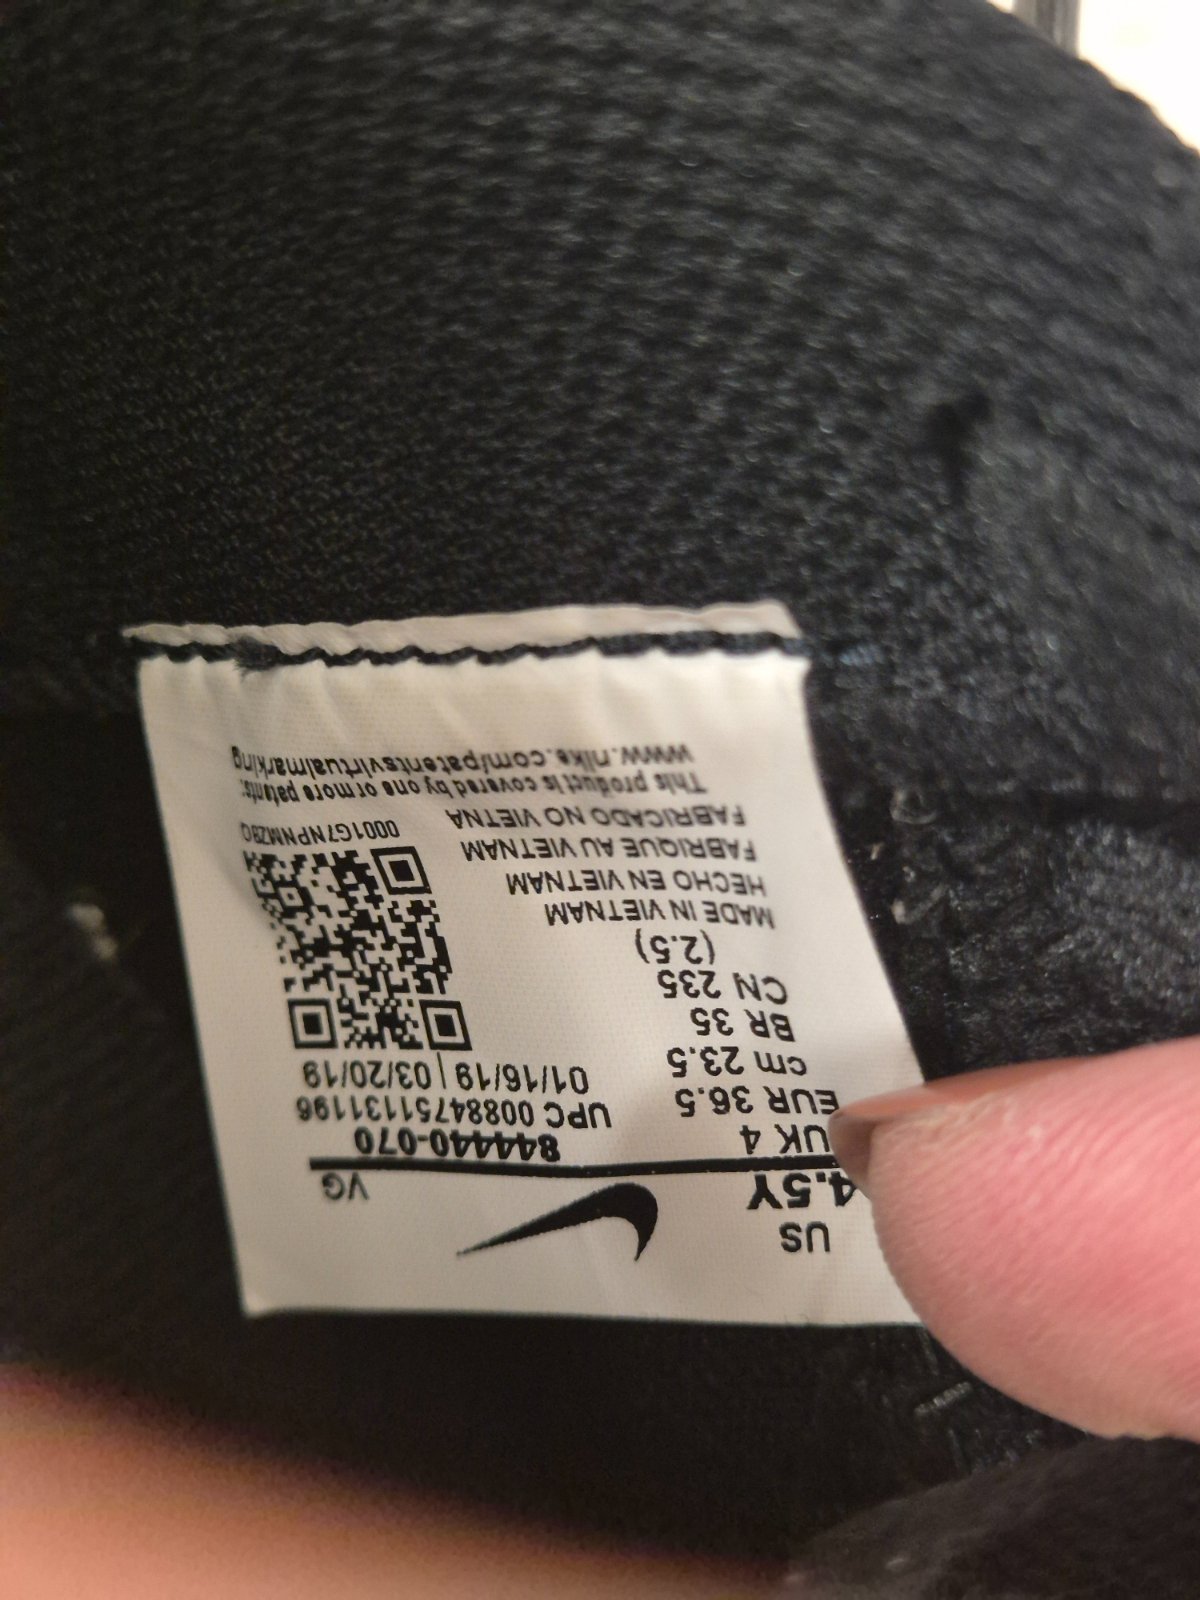 US
4.5Y
VG
UK 4
EUR 36.5
cm 23.5
BR 35
CN 235
(2.5)
844440-070
UPC 00884751131196
01/16/19 | 03/20/19
MADE IN VIETNAM
HECHO EN VIETNAM
FABRIQUE AU VIETNAM
FABRICADO NO VIETNA
0001G7NPNMZ9Q
This product is covered by one or more patents:
www.nike.com/patentsvirtualmarking